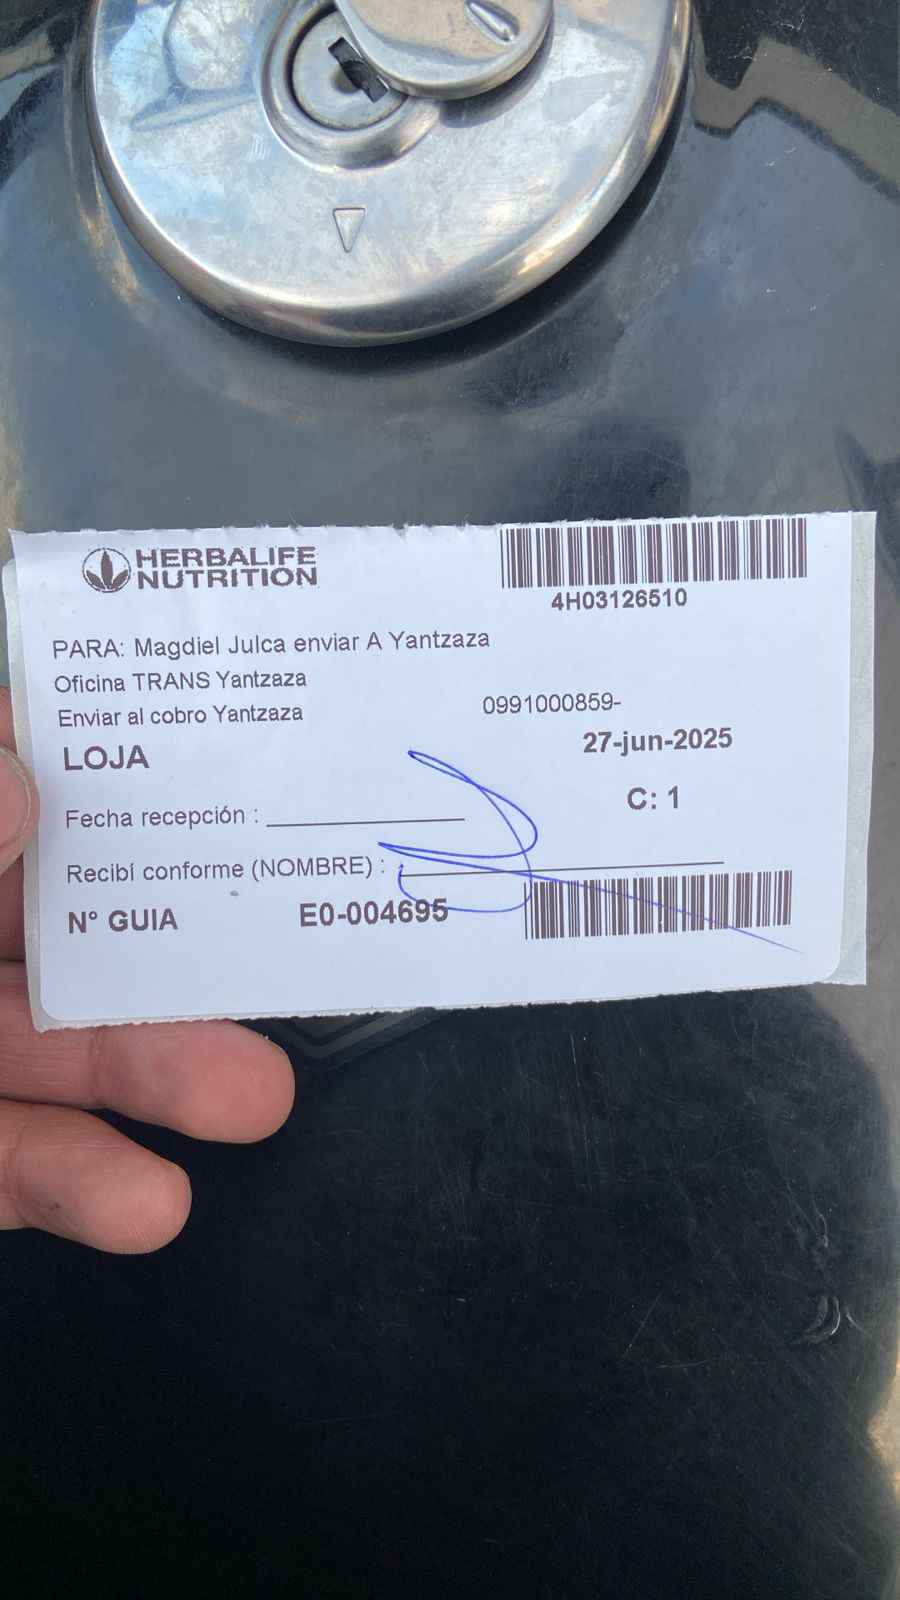 HERBALIFE
NUTRITION
4H03126510
PARA: Magdiel Julca enviar A Yantzaza
Oficina TRANS Yantzaza
Enviar al cobro Yantzaza
0991000859-
LOJA
27-jun-2025
C: 1
Fecha recepción :
Recibí conforme (NOMBRE) :
N° GUIA E0-004695